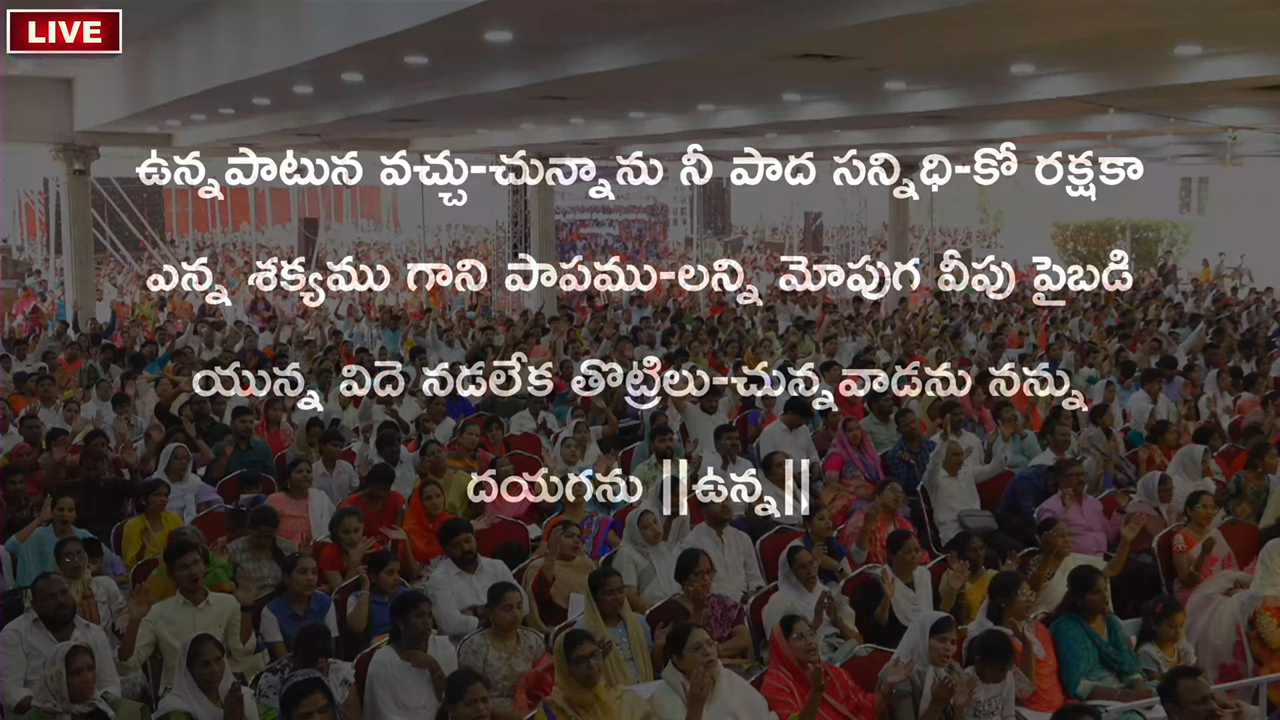 LIVE
ఉన్నపాటున వచ్చు-చున్నాను నీ పాద సన్నిధి-కో రక్షకా
ఎన్న శక్యము గాని పాపము-లన్ని మోపుగ వీపు పైబడి
యున్న విదె నడలేక తొట్రిలు-చున్నవాడను నన్ను
దయగను ||ఉన్న||